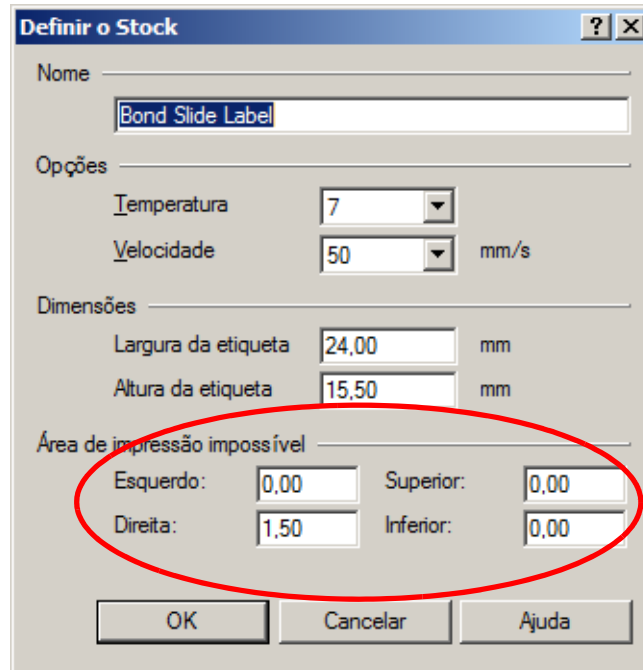 Definir o Stock
Nome
Bond Slide Label
Opções
Temperatura 7
Velocidade 50 mm/s
Dimensões
Largura da etiqueta 24,00 mm
Altura da etiqueta 15,50 mm
Área de impressão impossível
Esquerdo: 0,00 Superior: 0,00
Direita: 1,50 Inferior: 0,00
OK Cancelar Ajuda